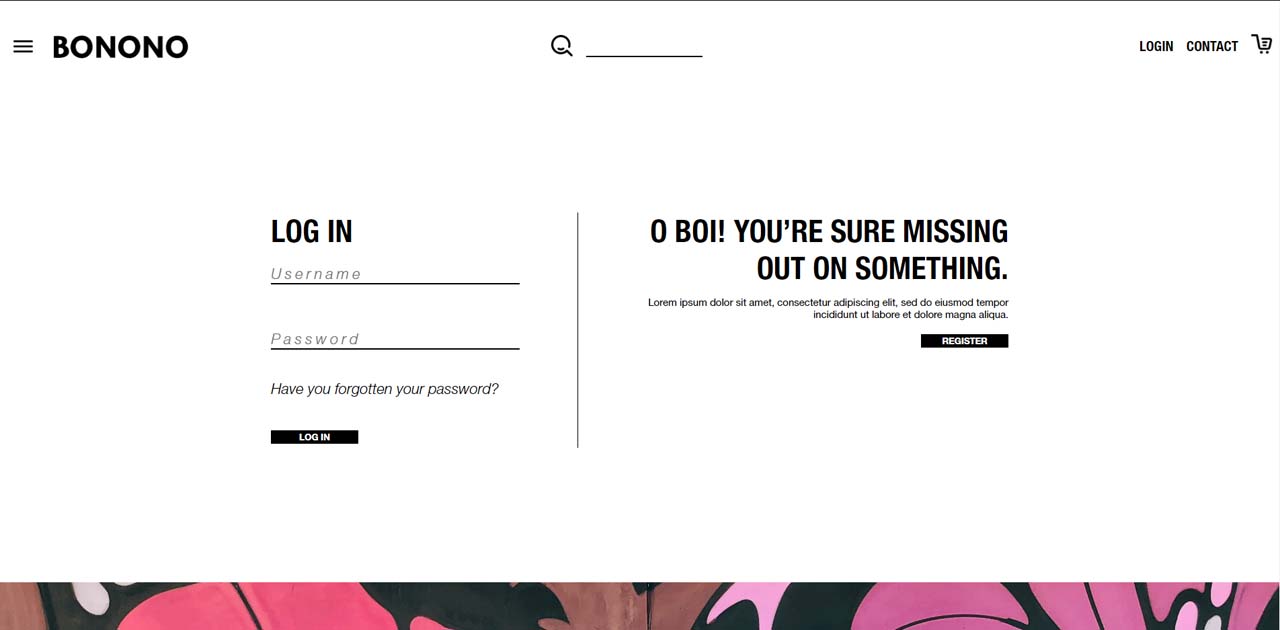 BONONO
LOGIN CONTACT
LOG IN
Username
Password
Have you forgotten your password?
LOG IN
O BOI! YOU’RE SURE MISSING
OUT ON SOMETHING.
Lorem ipsum dolor sit amet, consectetur adipiscing elit, sed do eiusmod tempor
incididunt ut labore et dolore magna aliqua.
REGISTER